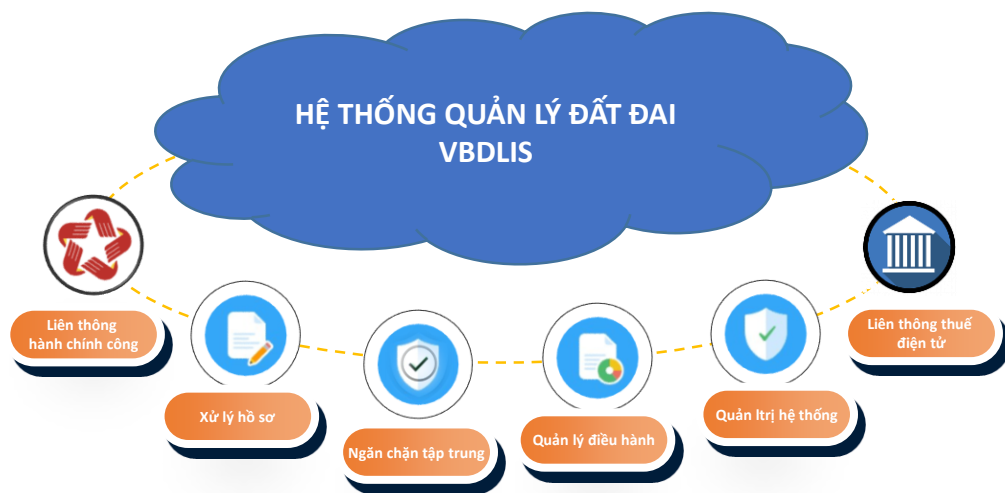 HỆ THỐNG QUẢN LÝ ĐẤT ĐAI
VBDLIS
Liên thông
hành chính công
Xử lý hồ sơ
Ngăn chặn tập trung
Quản lý điều hành
Quản ltrị hệ thống
Liên thông thuế
điện tử